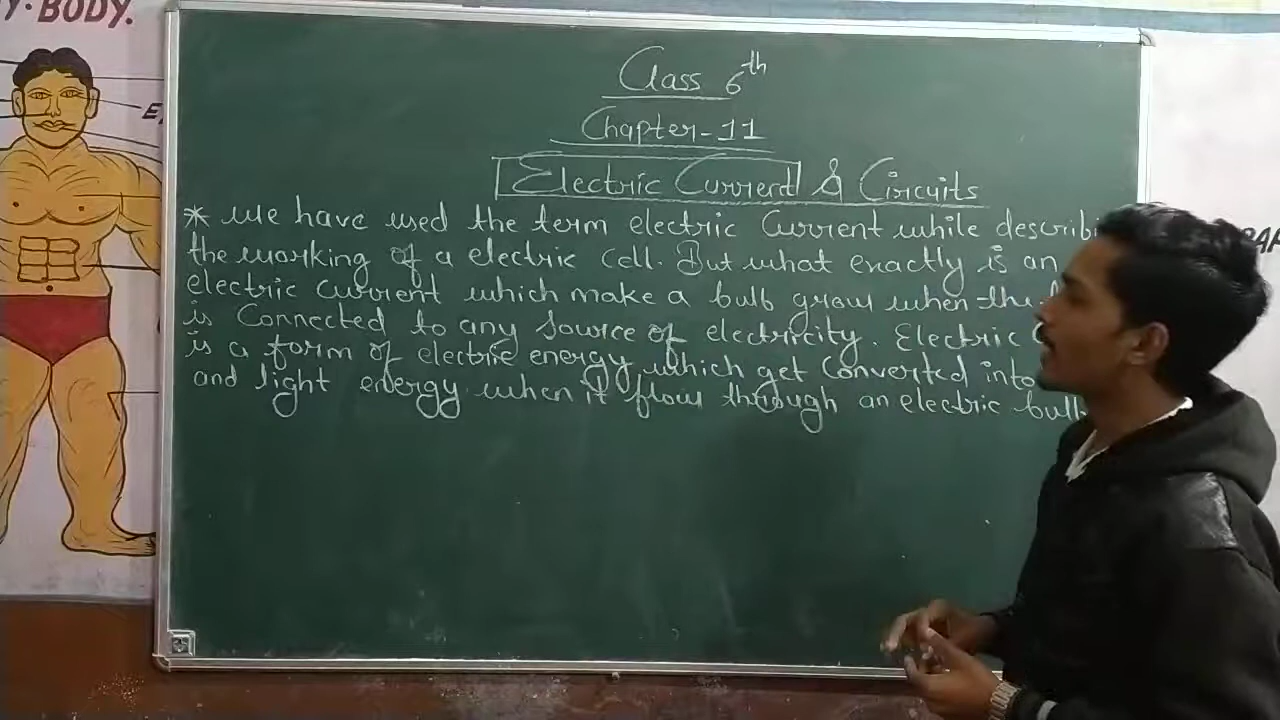 Y.BODY.
Class 6th
Chapter-11
Electric Current & Circuits
* we have used the term electric Current while describi
the working of a electric cell. But what exactly is an
electric current which make a bulb grow when the
is Connected to any source of electricity. Electric C
is a form of electric energy which get Converted into
and light energy when it flow through an electric bulb